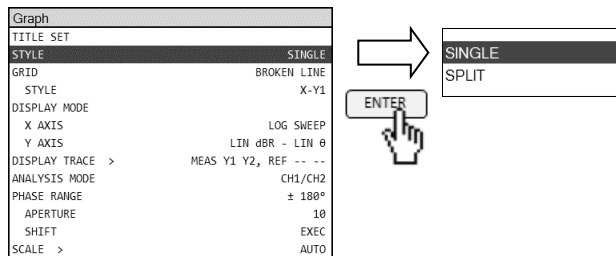 Graph
TITLE SET
STYLE SINGLE
GRID BROKEN LINE
STYLE X-Y1
DISPLAY MODE
X AXIS LOG SWEEP
Y AXIS LIN dBR - LIN θ
DISPLAY TRACE > MEAS Y1 Y2, REF -- --
ANALYSIS MODE CH1/CH2
PHASE RANGE ± 180°
APERTURE 10
SHIFT EXEC
SCALE > AUTO
ENTER
SINGLE
SPLIT